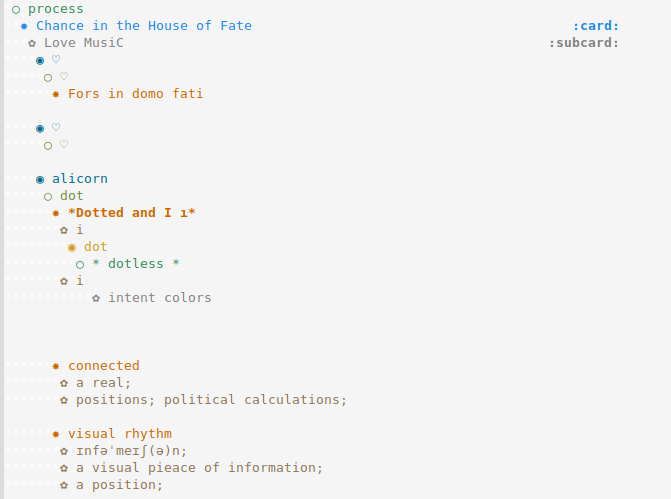 ○ process
✸ Chance in the House of Fate :card:
✿ Love MusiC :subcard:
◉ ♡
○ ♡
✸ Fors in domo fati
◉ ♡
○ ♡
◉ alicorn
○ dot
✸ *Dotted and I ı*
✿ i
◉ dot
○ * dotless *
✿ i
✿ intent colors
✸ connected
✿ a real;
✿ positions; political calculations;
✸ visual rhythm
✿ ɪnfəˈmeɪʃ(ə)n;
✿ a visual pieace of information;
✿ a position;